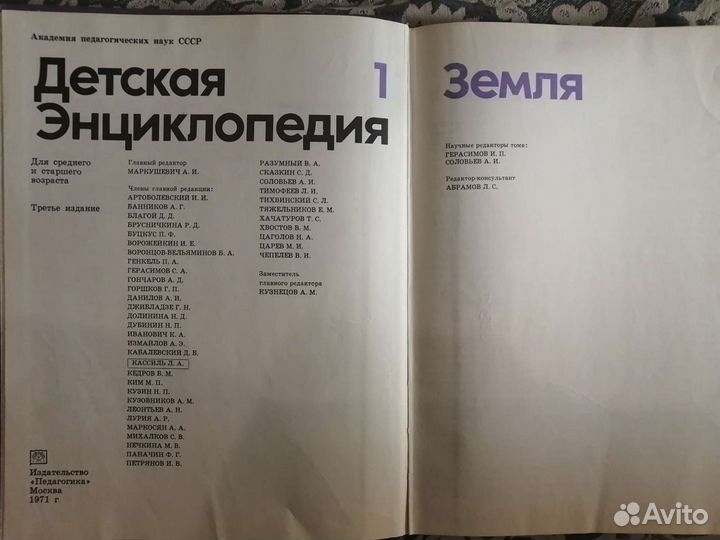 Академия педагогических наук СССР
Детская 1
Энциклопедия
Для среднего
и старшего
возраста
Третье издание
Главный редактор
МАРКУШЕВИЧ А. И.
Члены главной редакции:
АРТОБОЛЕВСКИЙ И. И.
БАННИКОВ А. Г.
БЛАГОЙ Д. Д.
БРУСНИЧКИНА Р. Д.
БУЦКУС П. Ф.
ВОРОЖЕЙКИН И. Е.
ВОРОНЦОВ-ВЕЛЬЯМИНОВ Б. А.
ГЕНКЕЛЬ П. А.
ГЕРАСИМОВ С. А.
ГОНЧАРОВ А. Д.
ГОРШКОВ Г. П.
ДАНИЛОВ А. И.
ДЖИБЛАДЗЕ Г. Н.
ДОЛИНИНА Н. Д.
ДУБИНИН Н. П.
ИВАНОВИЧ К. А.
ИЗМАЙЛОВ А. Э.
КАБАЛЕВСКИЙ Д. Б.
КАССИЛЬ Л. А.
КЕДРОВ Б. М.
КИМ М. П.
КУЗИН Н. П.
КУЗОВНИКОВ А. М.
ЛЕОНТЬЕВ А. Н.
ЛУРИЯ А. Р.
МАРКОСЯН А. А.
МИХАЛКОВ С. В.
НЕЧКИНА М. В.
ПАНАЧИН Ф. Г.
ПЕТРЯНОВ И. В.
РАЗУМНЫЙ В. А.
СКАЗКИН С. Д.
СОЛОВЬЕВ А. И.
ТИМОФЕЕВ Л. И.
ТИХВИНСКИЙ С. Л.
ТЯЖЕЛЬНИКОВ Е. М.
ХАЧАТУРОВ Т. С.
ХВОСТОВ В. М.
ЦАГОЛОВ Н. А.
ЦАРЕВ М. И.
ЧЕПЕЛЕВ В. И.
Заместитель
главного редактора
КУЗНЕЦОВ А. М.
Издательство
«Педагогика»
Москва
1971 г.
Земля
Научные редакторы тома:
ГЕРАСИМОВ И. П.
СОЛОВЬЕВ А. И.
Редактор-консультант
АБРАМОВ Л. С.
Avito